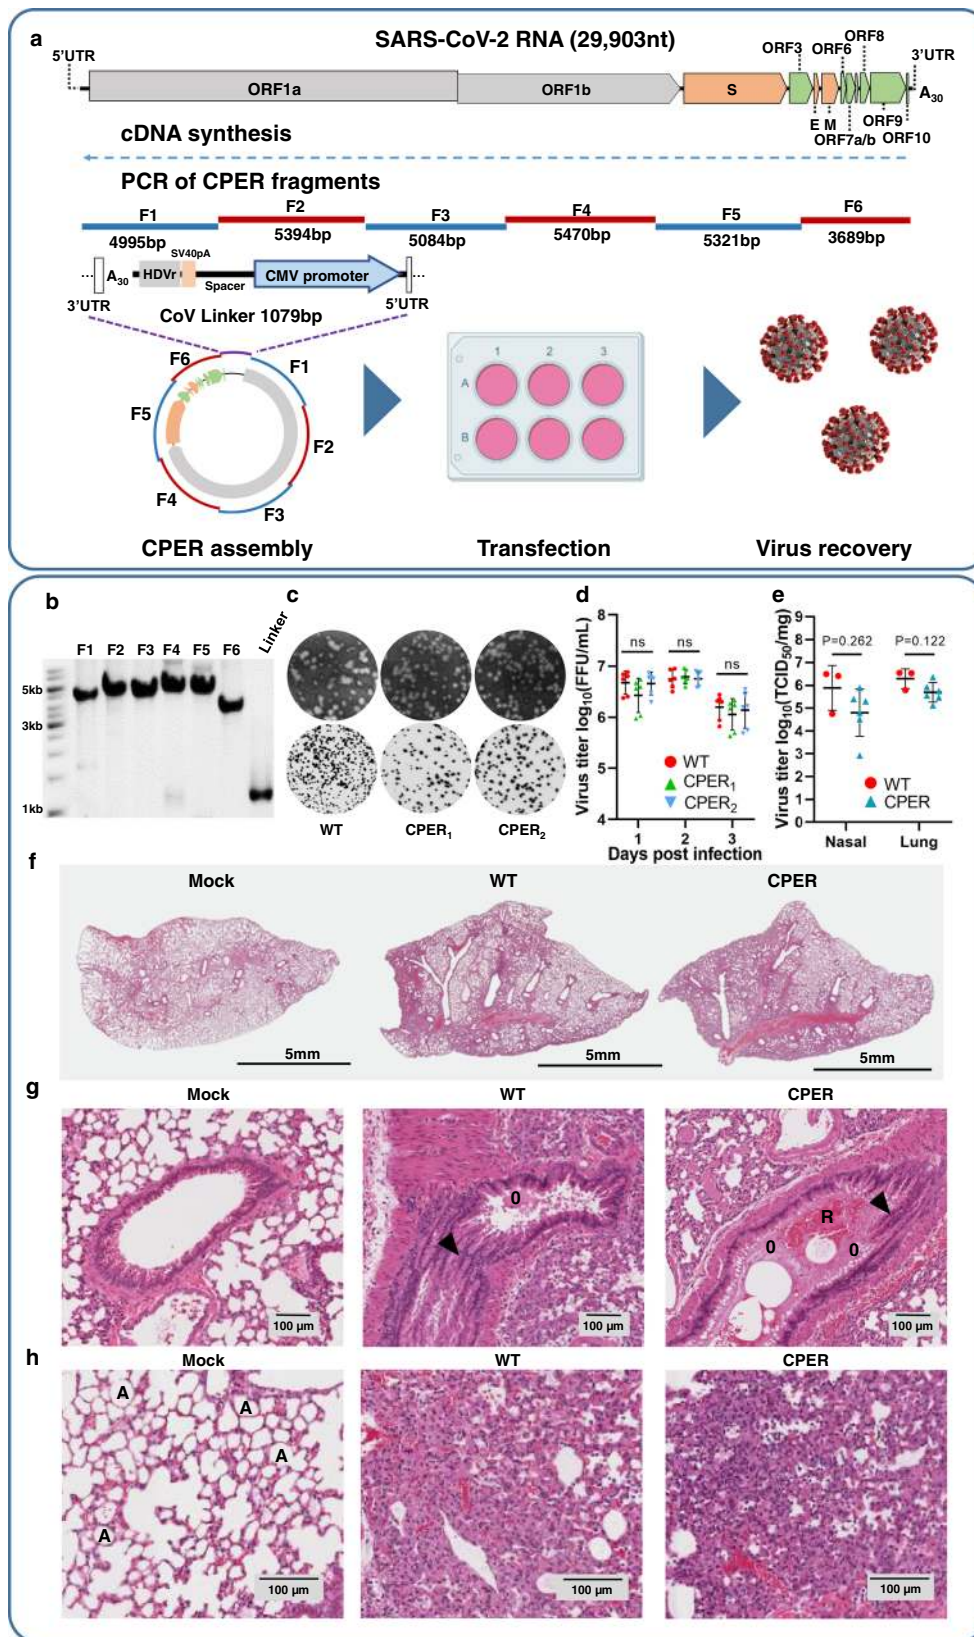 a
SARS-CoV-2 RNA (29,903nt)
5'UTR
ORF3
ORF6
ORF8
3'UTR
ORF1a
ORF1b
S
A30
E M
ORF7a/b
ORF9
ORF10
cDNA synthesis
PCR of CPER fragments
F1
F2
F3
F4
F5
F6
4995bp
5394bp
5084bp
5470bp
5321bp
3689bp
A30
HDVr
SV40pA
Spacer
CMV promoter
3'UTR
5'UTR
CoV Linker 1079bp
F6
F1
F5
F2
F4
F3
1 2 3
A
B
CPER assembly
Transfection
Virus recovery
b
F1 F2 F3 F4 F5 F6 Linker
5kb
3kb
1kb
c
WT
CPER1
CPER2
d
Virus titer log10(FFU/mL)
7
6
5
4
ns
ns
ns
WT
CPER1
CPER2
1 2 3
Days post infection
e
Virus titer log10(TCID50/mg)
9
8
7
6
5
4
3
2
1
0
P=0.262
P=0.122
WT
CPER
Nasal
Lung
f
Mock
WT
CPER
5mm
5mm
5mm
g
Mock
WT
CPER
0
R
0
0
100 µm
100 µm
100 µm
h
Mock
WT
CPER
A
A
A
A
100 µm
100 µm
100 µm